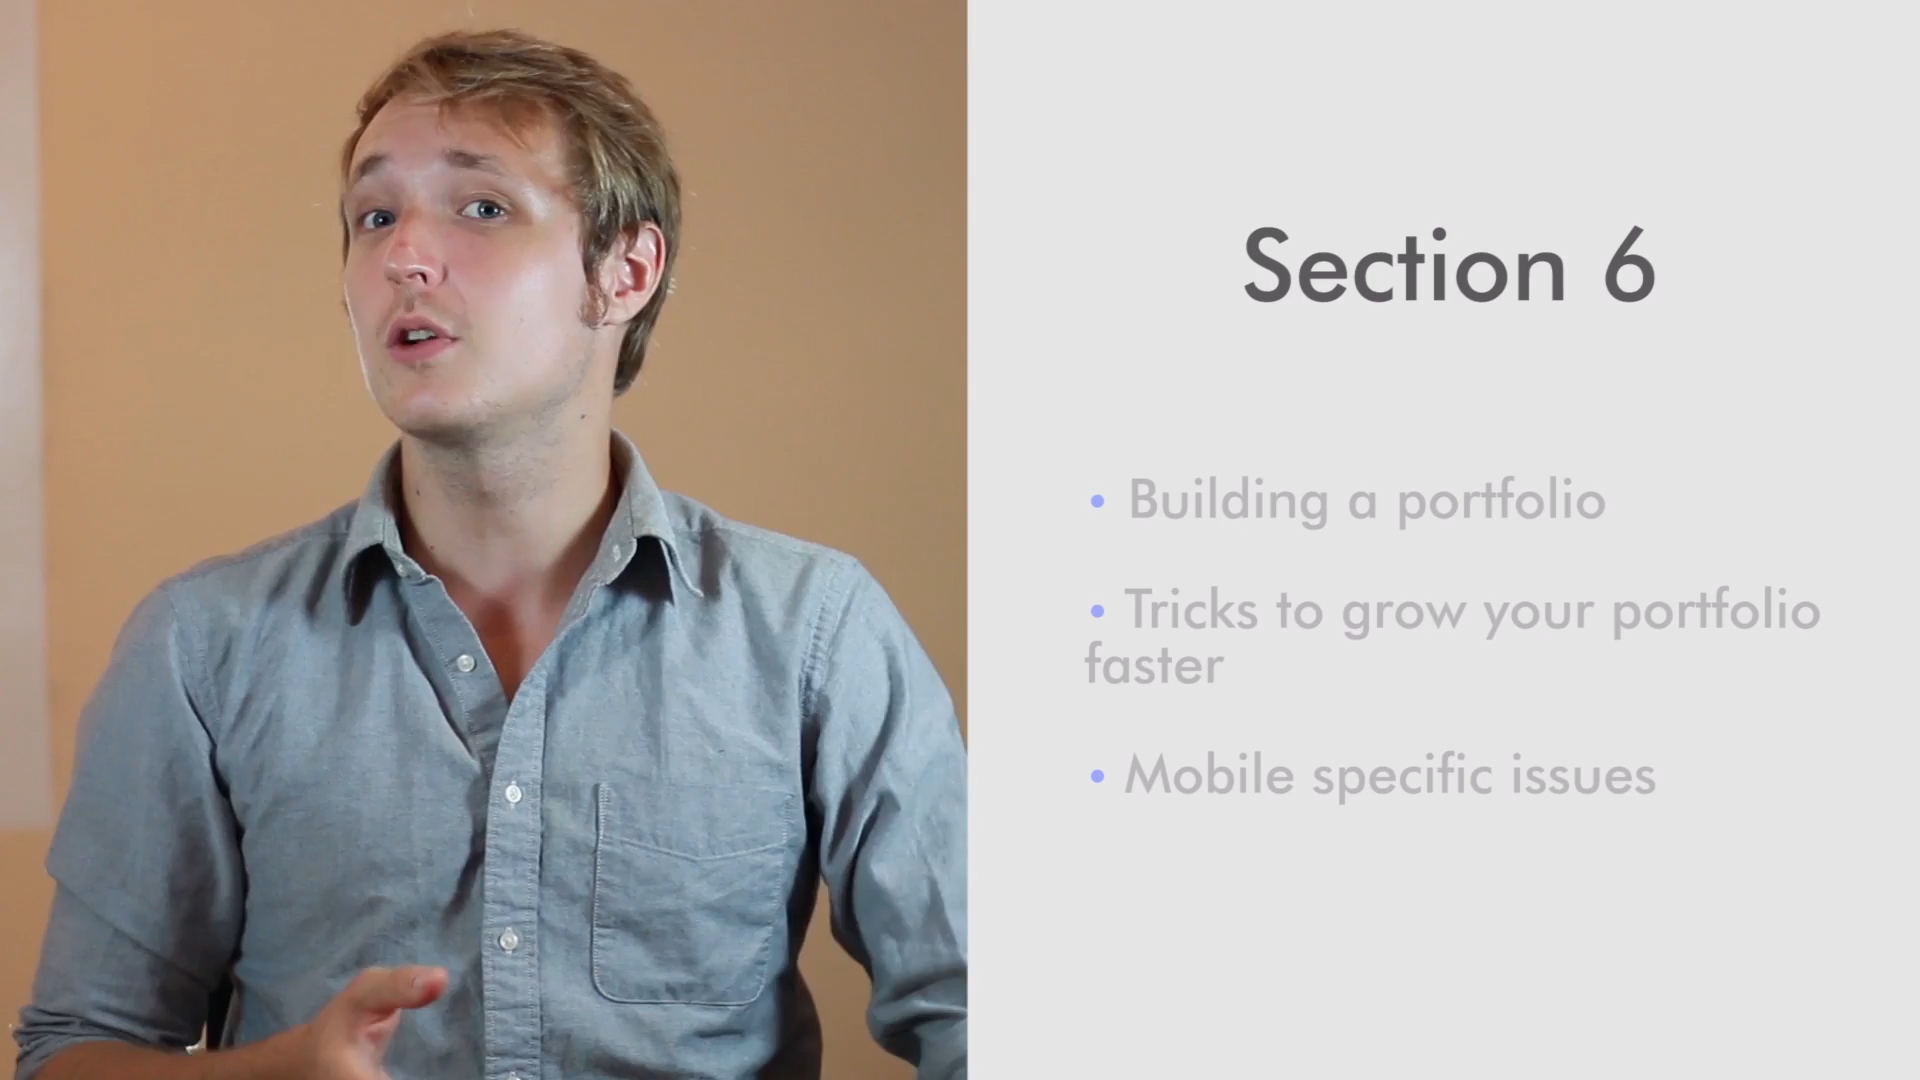 Section 6
• Building a portfolio
• Tricks to grow your portfolio
faster
• Mobile specific issues